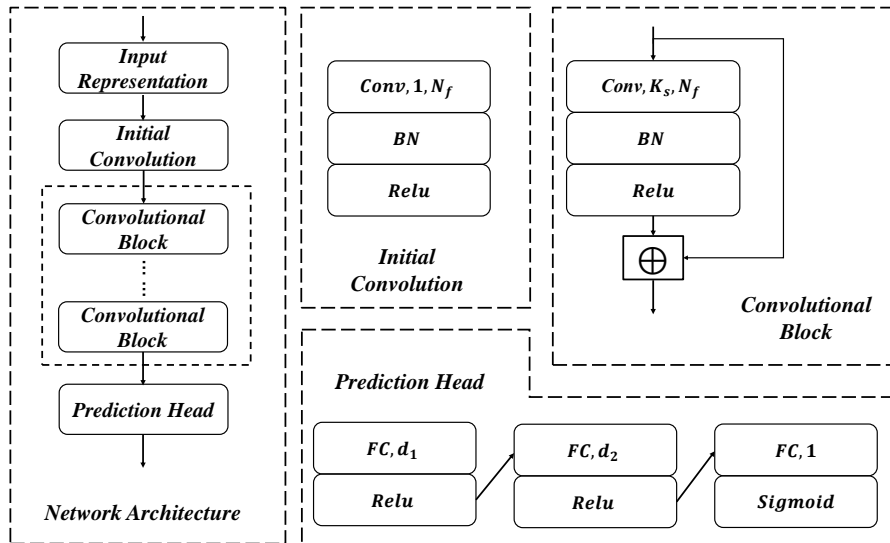 Input
Representation
Initial
Convolution
Convolutional
Block
Convolutional
Block
Prediction Head
Network Architecture
Conv, 1, N_f
BN
Relu
Initial
Convolution
Conv, K_s, N_f
BN
Relu
⊕
Convolutional
Block
Prediction Head
FC, d_1
Relu
FC, d_2
Relu
FC, 1
Sigmoid